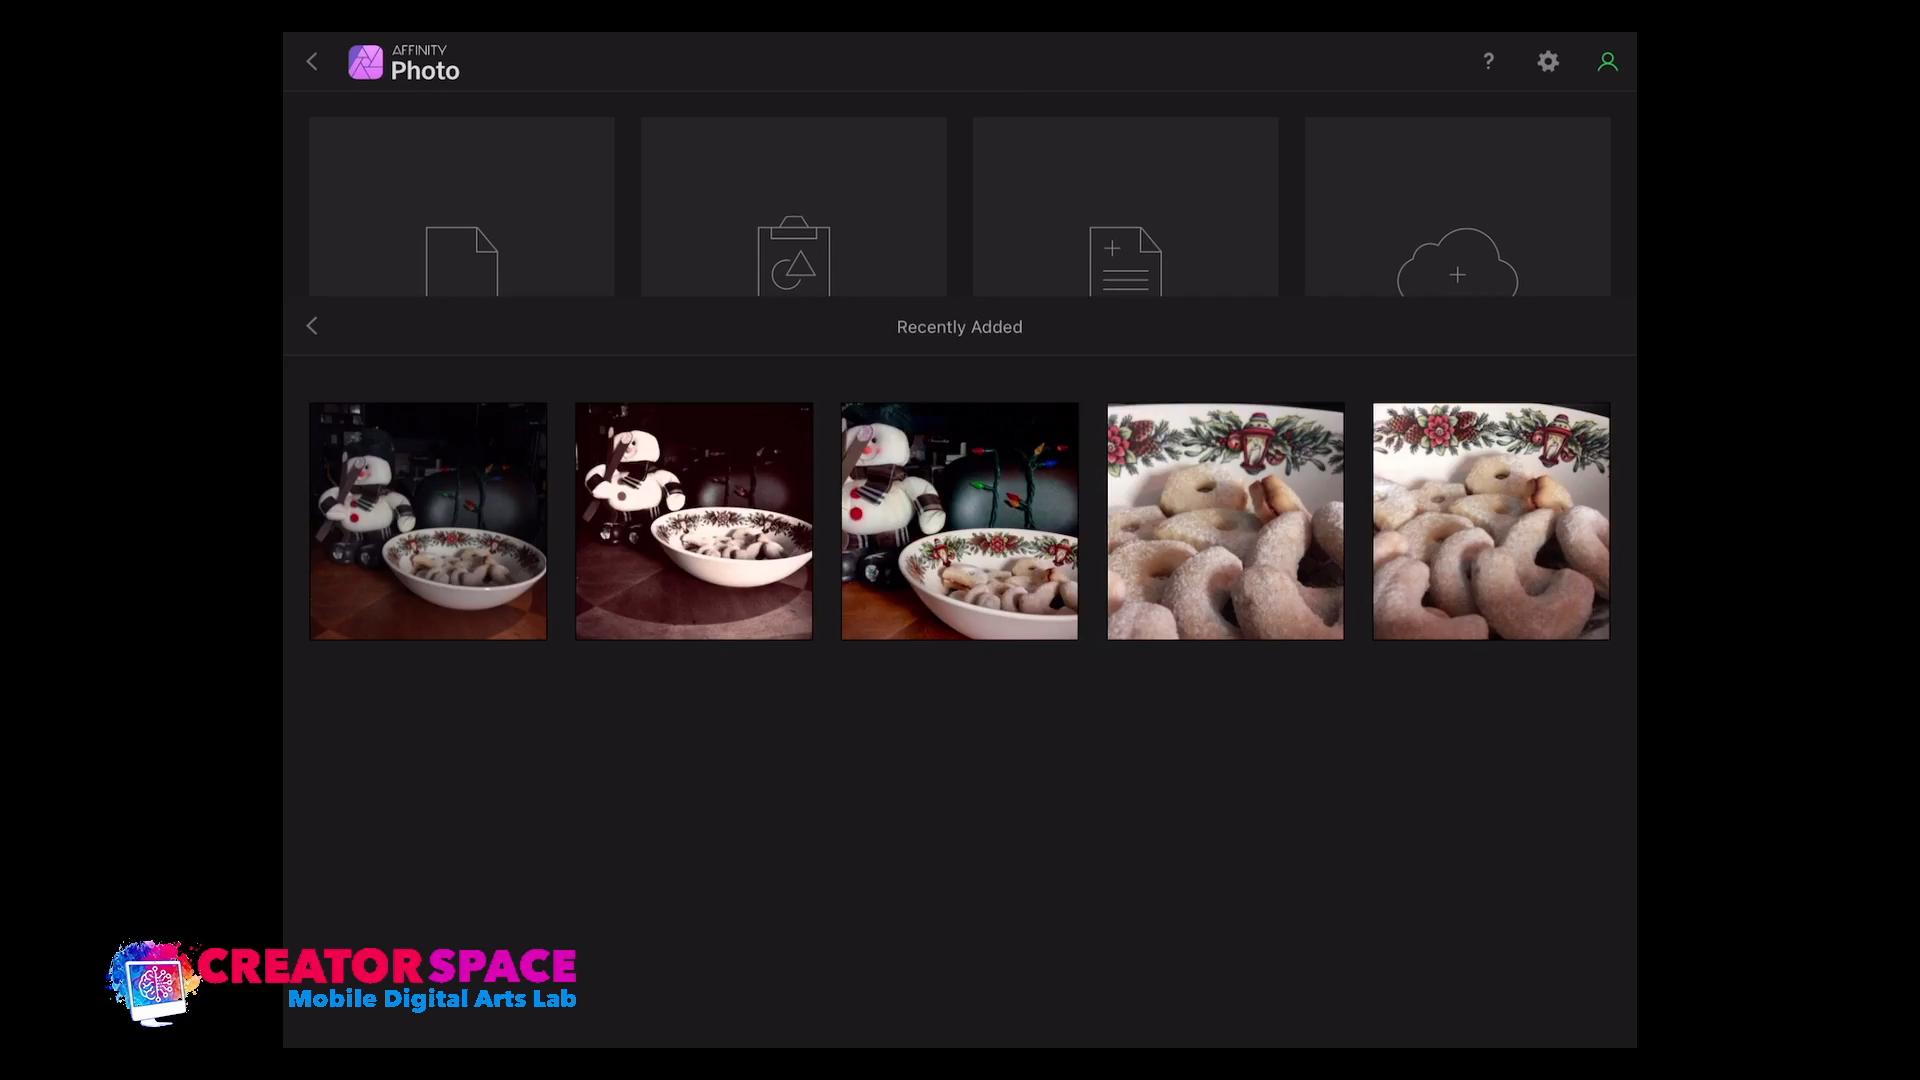 AFFINITY
Photo
?
Recently Added
CREATORSPACE
Mobile Digital Arts Lab